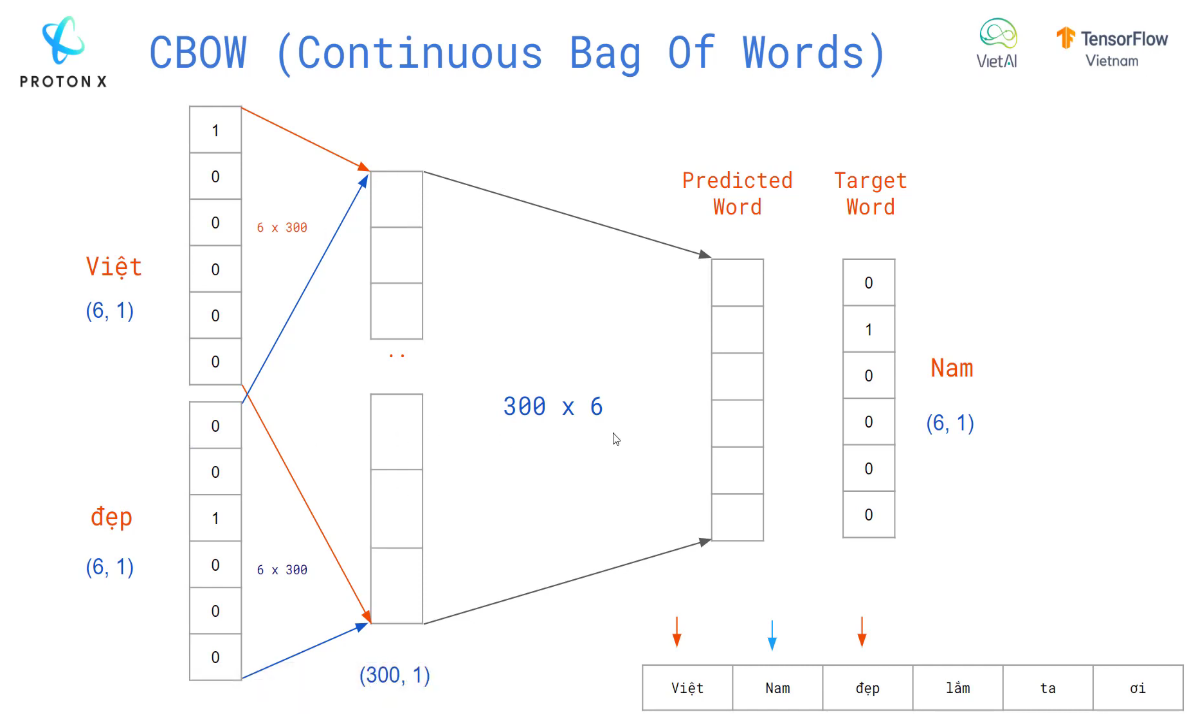 PROTON X
CBOW (Continuous Bag Of Words)
VietAI
TensorFlow
Vietnam
Việt
(6, 1)
1
0
0
0
0
0
6 x 300
đẹp
(6, 1)
0
0
1
0
0
0
6 x 300
..
(300, 1)
300 x 6
Predicted
Word
Target
Word
0
1
0
0
0
0
Nam
(6, 1)
Việt Nam đẹp lắm ta ơi